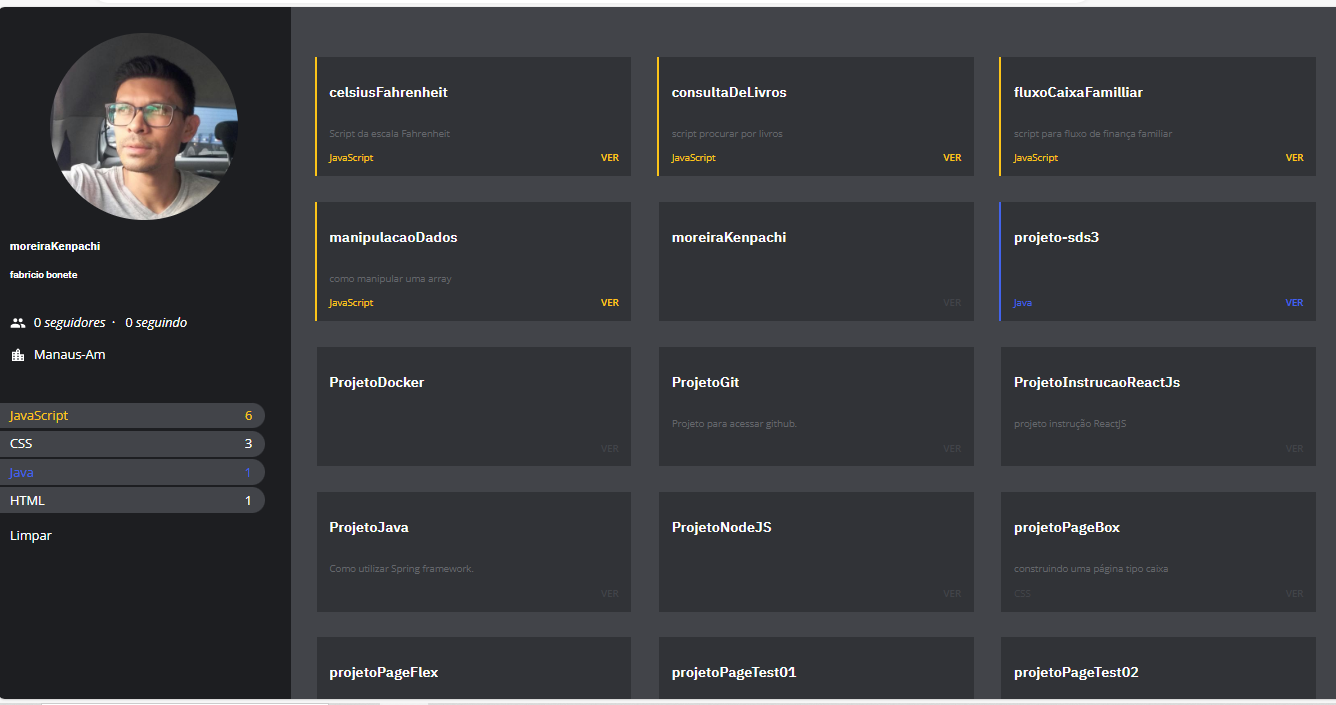 moreiraKenpachi
fabricio bonete
0 seguidores · 0 seguindo
Manaus-Am
JavaScript 6
CSS 3
Java 1
HTML 1
Limpar
celsiusFahrenheit
Script da escala Fahrenheit
JavaScript VER
consultaDeLivros
script procurar por livros
JavaScript VER
fluxoCaixaFamilliar
script para fluxo de finança familiar
JavaScript VER
manipulacaoDados
como manipular uma array
JavaScript VER
moreiraKenpachi
VER
projeto-sds3
Java VER
ProjetoDocker
VER
ProjetoGit
Projeto para acessar github.
VER
ProjetoInstrucaoReactJs
projeto instrução ReactJS
VER
ProjetoJava
Como utilizar Spring framework.
VER
ProjetoNodeJS
VER
projetoPageBox
construindo uma página tipo caixa
CSS VER
projetoPageFlex
projetoPageTest01
projetoPageTest02